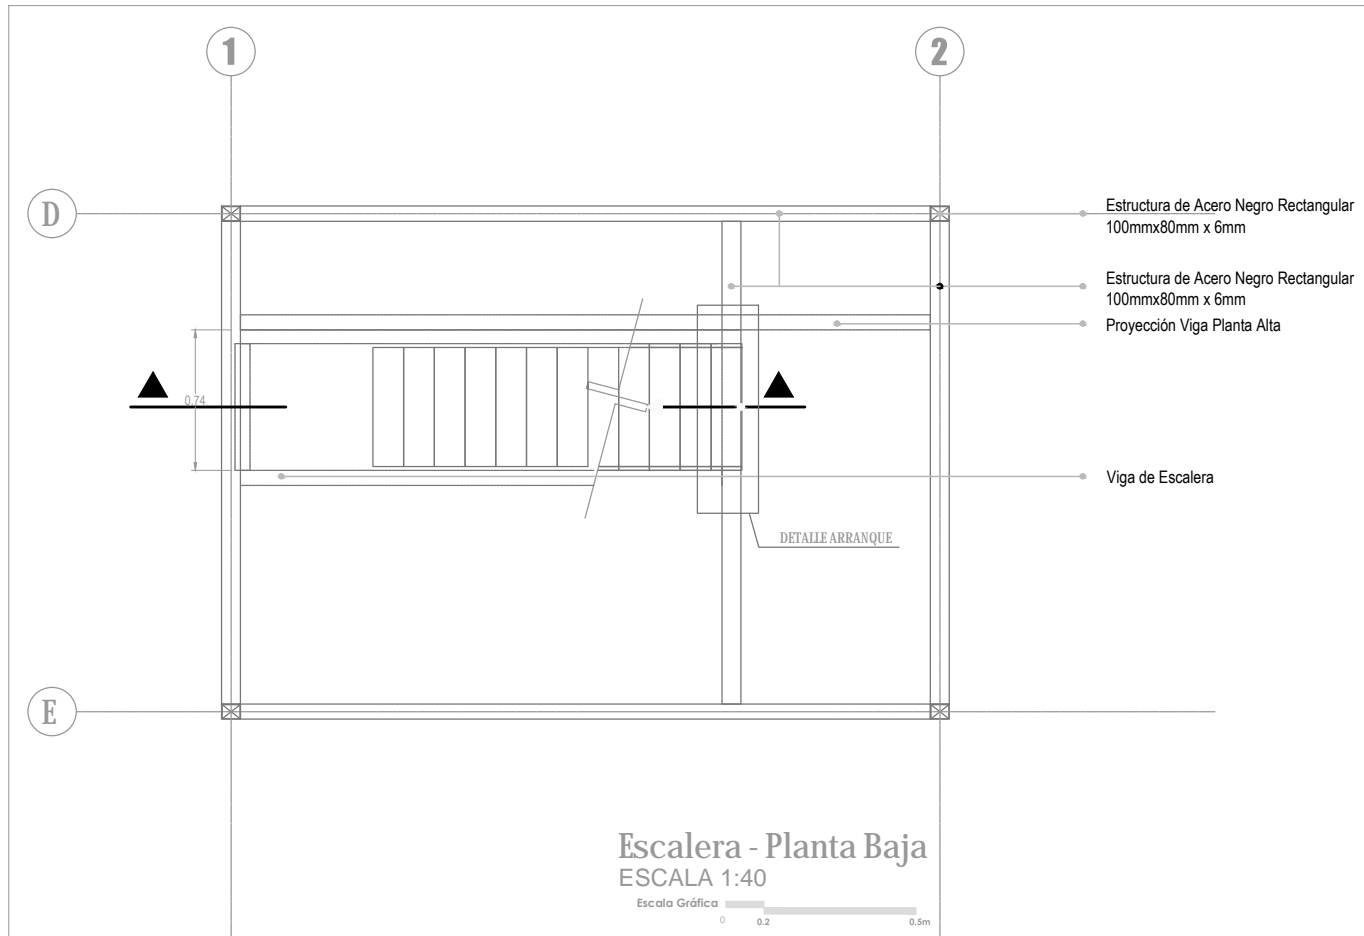 1
2
D
Estructura de Acero Negro Rectangular
100mmx80mm x 6mm
Estructura de Acero Negro Rectangular
100mmx80mm x 6mm
Proyección Viga Planta Alta
0.74
Viga de Escalera
DETALLE ARRANQUE
E
Escalera - Planta Baja
ESCALA 1:40
Escala Gráfica
0 0.2 0.5m